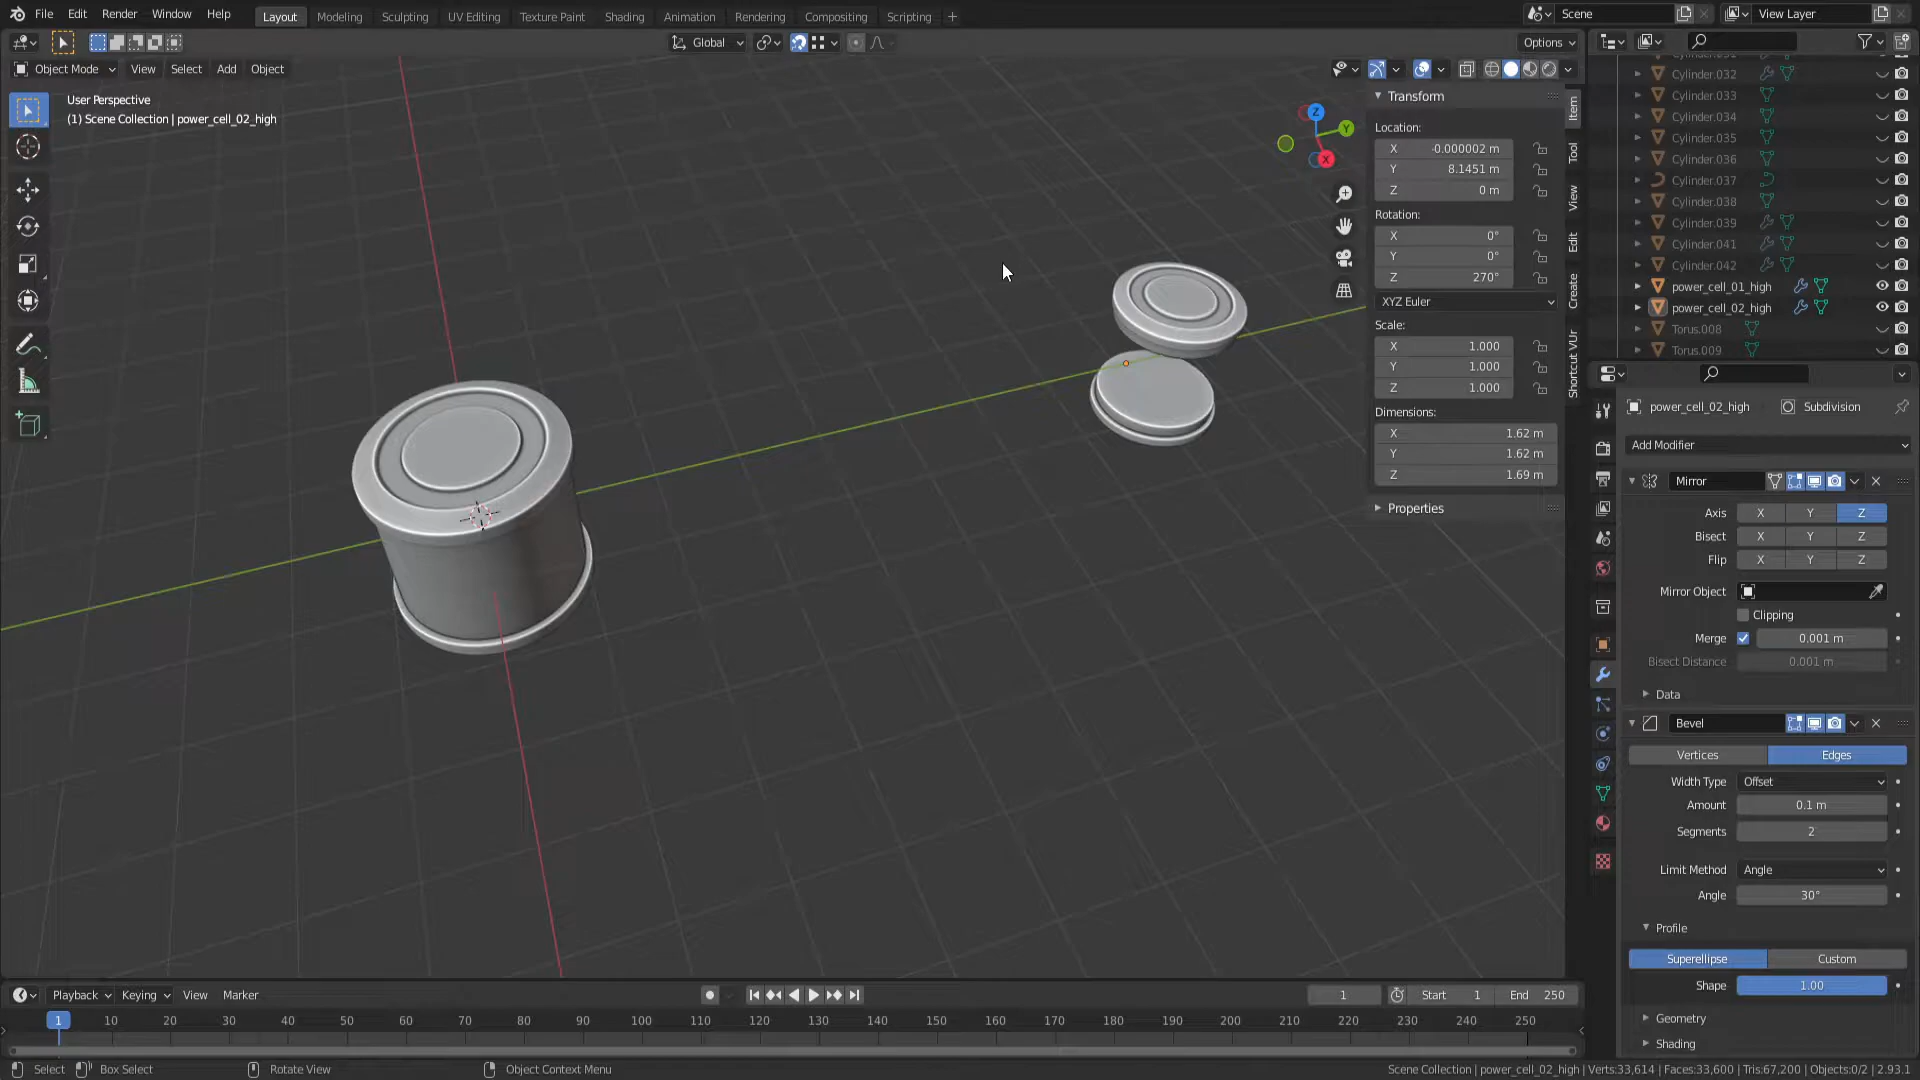 File Edit Render Window Help
Layout Modeling Sculpting UV Editing Texture Paint Shading Animation Rendering Compositing Scripting +
Scene
View Layer
Global
Options
Object Mode View Select Add Object
User Perspective
(1) Scene Collection | power_cell_02_high
Z
Y
X
Transform
Location:
X -0.000002 m
Y 8.1451 m
Z 0 m
Rotation:
X 0°
Y 0°
Z 270°
XYZ Euler
Scale:
X 1.000
Y 1.000
Z 1.000
Dimensions:
X 1.62 m
Y 1.62 m
Z 1.69 m
Properties
Item
Tool
View
Edit
Create
Shortcut VUr
Cylinder.032
Cylinder.033
Cylinder.034
Cylinder.035
Cylinder.036
Cylinder.037
Cylinder.038
Cylinder.039
Cylinder.041
Cylinder.042
power_cell_01_high
power_cell_02_high
Torus.008
Torus.009
power_cell_02_high Subdivision
Add Modifier
Mirror
Axis X Y Z
Bisect X Y Z
Flip X Y Z
Mirror Object
Clipping
Merge 0.001 m
Bisect Distance 0.001 m
Data
Bevel
Vertices Edges
Width Type Offset
Amount 0.1 m
Segments 2
Limit Method Angle
Angle 30°
Profile
Superellipse Custom
Shape 1.00
Geometry
Shading
Playback Keying View Marker
1 Start 1 End 250
1 10 20 30 40 50 60 70 80 90 100 110 120 130 140 150 160 170 180 190 200 210 220 230 240 250
Select Box Select Rotate View Object Context Menu
Scene Collection | power_cell_02_high | Verts:33,614 | Faces:33,600 | Tris:67,200 | Objects:0/2 | 2.93.1